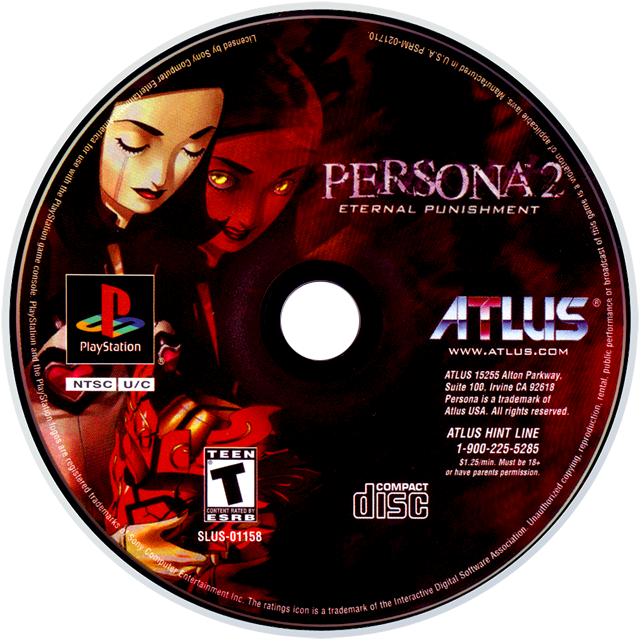 PERSONA 2
ETERNAL PUNISHMENT
PlayStation
®
NTSC U/C
ATLUS®
WWW.ATLUS.COM
ATLUS 15255 Alton Parkway,
Suite 100, Irvine CA 92618
Persona is a trademark of
Atlus USA. All rights reserved.
ATLUS HINT LINE
1-900-225-5285
$1.25/min. Must be 18+
or have parents permission.
TEEN
T
CONTENT RATED BY
ESRB
SLUS-01158
COMPACT
disc
Licensed by Sony Computer Entertainment America for use with the PlayStation game console. PlayStation and the PlayStation logos are registered trademarks of Sony Computer Entertainment Inc. The ratings icon is a trademark of the Interactive Digital Software Association. Unauthorized copying, reproduction, rental, public performance or broadcast of this game is a violation of applicable laws. Manufactured in U.S.A. PSRM-021710.